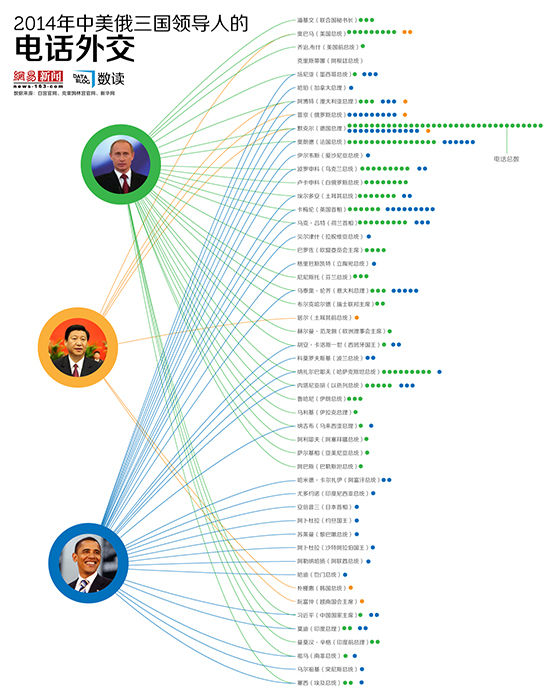 2014年中美俄三国领导人的
电话外交
網易 新闻
news·163.com
DATA BLOG
数读
数据来源：白宫官网、克里姆林宫官网、新华网
潘基文（联合国秘书长）
奥巴马（美国总统）
乔治.布什（美国前总统）
克里斯蒂娜（阿根廷总统）
培尼亚（墨西哥总统）
哈珀（加拿大总理）
阿博特（澳大利亚总理）
普京（俄罗斯总统）
默克尔（德国总理）
奥朗德（法国总统）
电话总数
伊尔韦斯（爱沙尼亚总统）
波罗申科（乌克兰总统）
卢卡申科（白俄罗斯总统）
埃尔多安（土耳其总统）
卡梅伦（英国首相）
马克·吕特（荷兰首相）
尖尔津什（拉脱维亚总统）
巴罗佐（欧盟委员会主席）
格里包斯凯特（立陶宛总统）
尼尼斯托（芬兰总统）
马泰奥·伦齐（意大利总理）
布尔克哈尔德（瑞士联邦主席）
居尔（土耳其前总统）
赫尔曼·范龙佩（欧洲理事会主席）
胡安·卡洛斯一世（西班牙国王）
科莫罗夫斯基（波兰总统）
纳扎尔巴耶夫（哈萨克斯坦总统）
内塔尼亚胡（以色列总统）
鲁哈尼（伊朗总统）
马利基（伊拉克总理）
纳吉布（马来西亚总理）
阿利耶夫（阿塞拜疆总统）
萨尔基相（亚美尼亚总统）
阿巴斯（巴勒斯坦总统）
哈米德·卡尔扎伊（阿富汗总统）
尤多约诺（印度尼西亚总统）
安倍晋三（日本首相）
阿卜杜拉（约旦国王）
苏莱曼（黎巴嫩总统）
阿卜杜拉（沙特阿拉伯国王）
阿勒纳哈扬（阿联酋总统）
哈迪（也门总统）
朴槿惠（韩国总统）
阮富仲（越南国会主席）
习近平（中国国家主席）
莫迪（印度总理）
曼莫汉·辛格（印度前总理）
祖马（南非总统）
马尔祖基（突尼斯总统）
塞西（埃及总统）